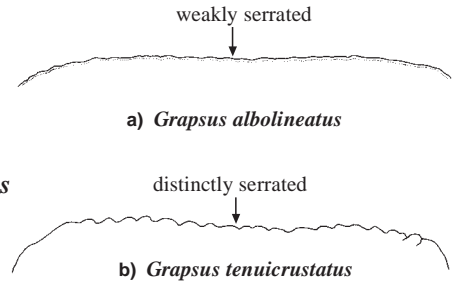 weakly serrated
a) Grapsus albolineatus
s
distinctly serrated
b) Grapsus tenuicrustatus